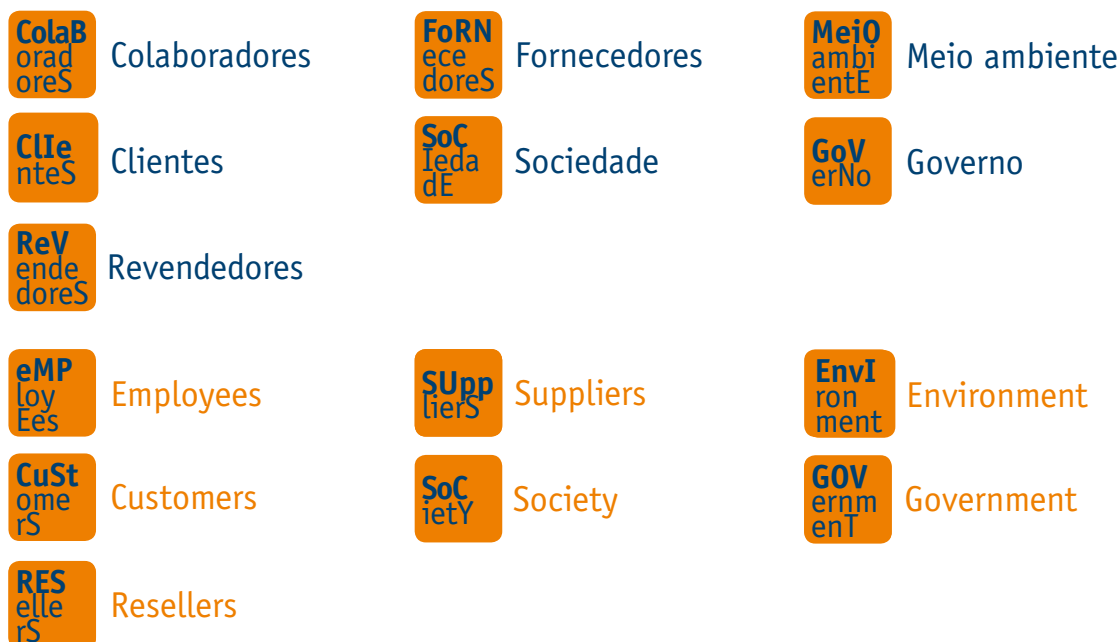 ColaB
orad
oreS
Colaboradores
FoRN
ece
doreS
Fornecedores
MeiO
ambi
entE
Meio ambiente
ClIe
nteS
Clientes
SoC
Ieda
dE
Sociedade
GoV
erNo
Governo
ReV
ende
doreS
Revendedores
eMP
loy
Ees
Employees
SUpp
lierS
Suppliers
EnvI
ron
ment
Environment
CuSt
ome
rS
Customers
SoC
ietY
Society
GOV
ernm
enT
Government
RES
elle
rS
Resellers